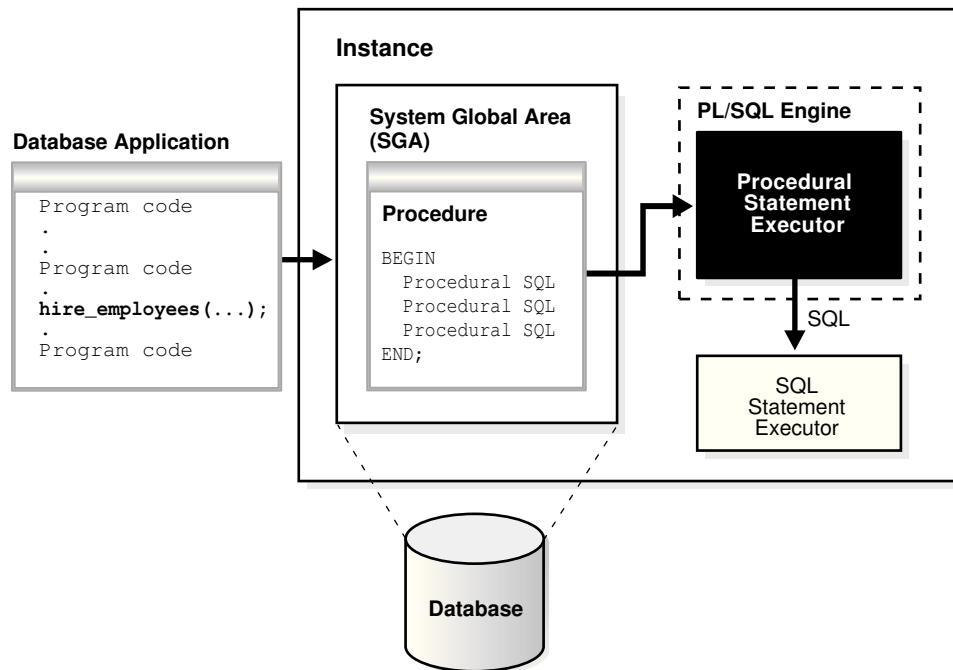 Instance
Database Application
Program code
.
.
Program code
.
hire_employees(...);
.
Program code
System Global Area
(SGA)
Procedure
BEGIN
Procedural SQL
Procedural SQL
Procedural SQL
END;
PL/SQL Engine
Procedural
Statement
Executor
SQL
SQL
Statement
Executor
Database